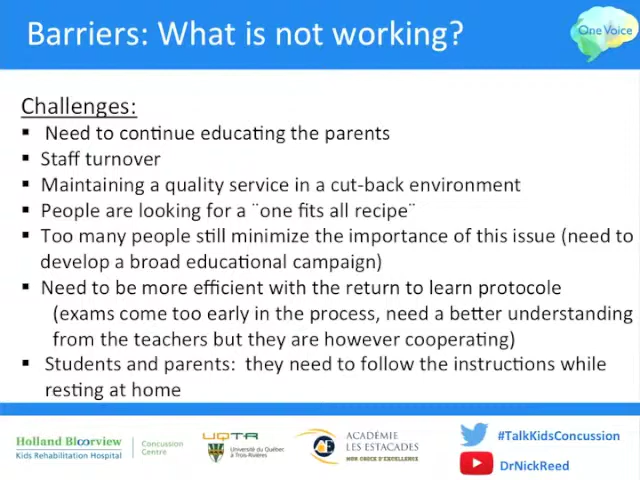 Barriers: What is not working?
One Voice
Challenges:
▪ Need to continue educating the parents
▪ Staff turnover
▪ Maintaining a quality service in a cut-back environment
▪ People are looking for a ¨one fits all recipe¨
▪ Too many people still minimize the importance of this issue (need to
develop a broad educational campaign)
▪ Need to be more efficient with the return to learn protocole
(exams come too early in the process, need a better understanding
from the teachers but they are however cooperating)
▪ Students and parents: they need to follow the instructions while
resting at home
Holland Bloorview
Kids Rehabilitation Hospital
Concussion
Centre
UQTR
Université du Québec
à Trois-Rivières
ACADÉMIE
LES ESTACADES
MON CHOIX D'EXCELLENCE
#TalkKidsConcussion
DrNickReed